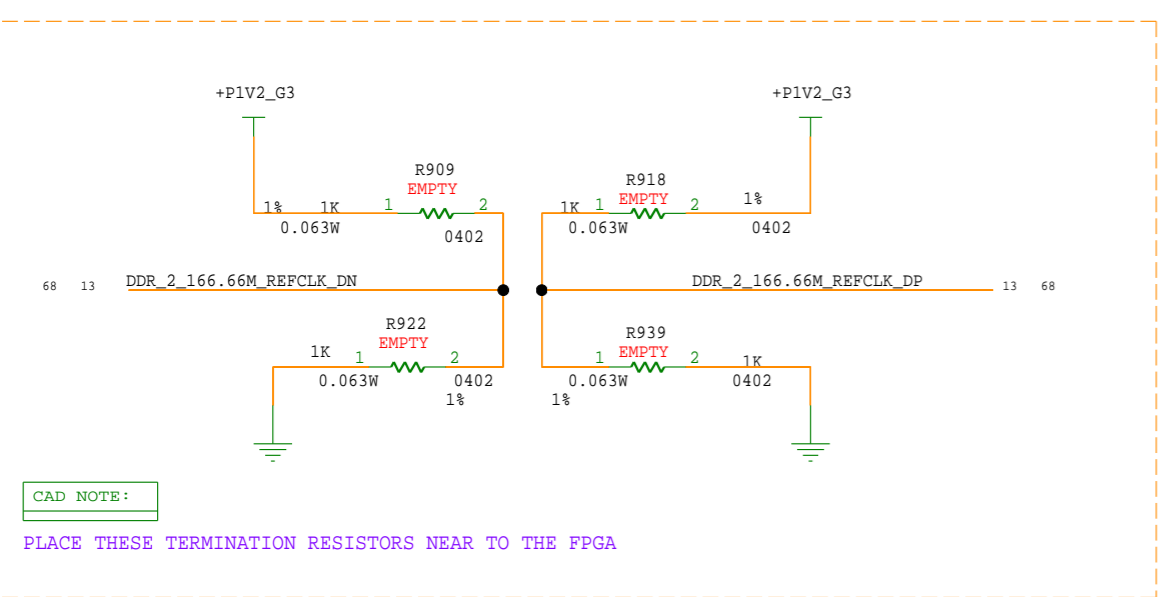 +P1V2_G3 +P1V2_G3
R909
EMPTY
1% 1K 1 2
0.063W 0402
R918
EMPTY
1K 1 2 1%
0.063W 0402
68 13 DDR_2_166.66M_REFCLK_DN
DDR_2_166.66M_REFCLK_DP 13 68
R922
EMPTY
1K 1 2
0.063W 0402
1%
R939
EMPTY
1 2 1K
0.063W 0402
1%
CAD NOTE:
PLACE THESE TERMINATION RESISTORS NEAR TO THE FPGA